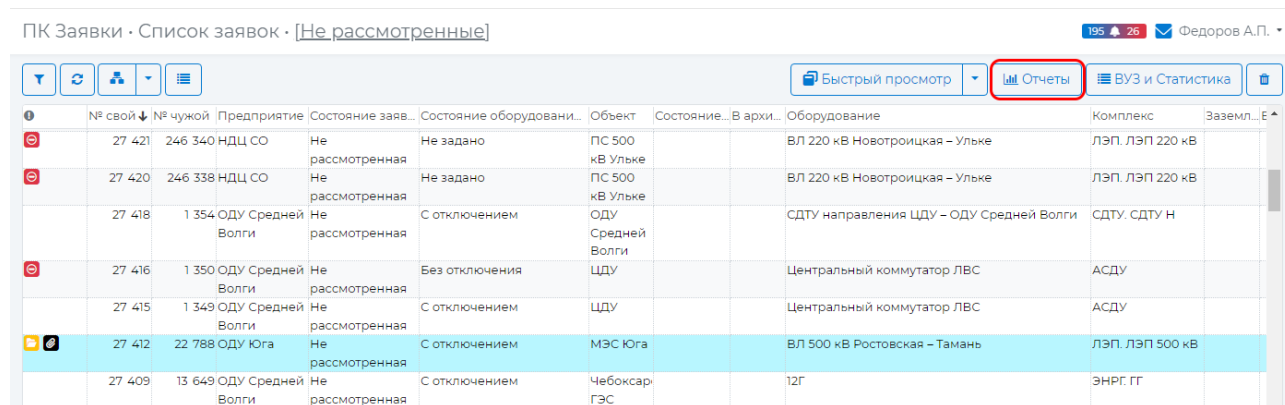 ПК Заявки · Список заявок · [Не рассмотренные]
195 26 Федоров А.П.
Быстрый просмотр Отчеты ВУЗ и Статистика
№ свой № чужой Предприятие Состояние заяв... Состояние оборудовани... Объект Состояние... В архи... Оборудование Комплекс Заземл... Е
27 421 246 340 НДЦ СО Не Не задано ПС 500 ВЛ 220 кВ Новотроицкая – Ульке ЛЭП. ЛЭП 220 кВ
рассмотренная кВ Ульке
27 420 246 338 НДЦ СО Не Не задано ПС 500 ВЛ 220 кВ Новотроицкая – Ульке ЛЭП. ЛЭП 220 кВ
рассмотренная кВ Ульке
27 418 1 354 ОДУ Средней Не С отключением ОДУ СДТУ направления ЦДУ – ОДУ Средней Волги СДТУ. СДТУ Н
Волги рассмотренная Средней
Волги
27 416 1 350 ОДУ Средней Не Без отключения ЦДУ Центральный коммутатор ЛВС АСДУ
Волги рассмотренная
27 415 1 349 ОДУ Средней Не С отключением ЦДУ Центральный коммутатор ЛВС АСДУ
Волги рассмотренная
27 412 22 788 ОДУ Юга Не С отключением МЭС Юга ВЛ 500 кВ Ростовская – Тамань ЛЭП. ЛЭП 500 кВ
рассмотренная
27 409 13 649 ОДУ Средней Не С отключением Чебоксар 12Г ЭНРГ. ГГ
Волги рассмотренная ГЭС